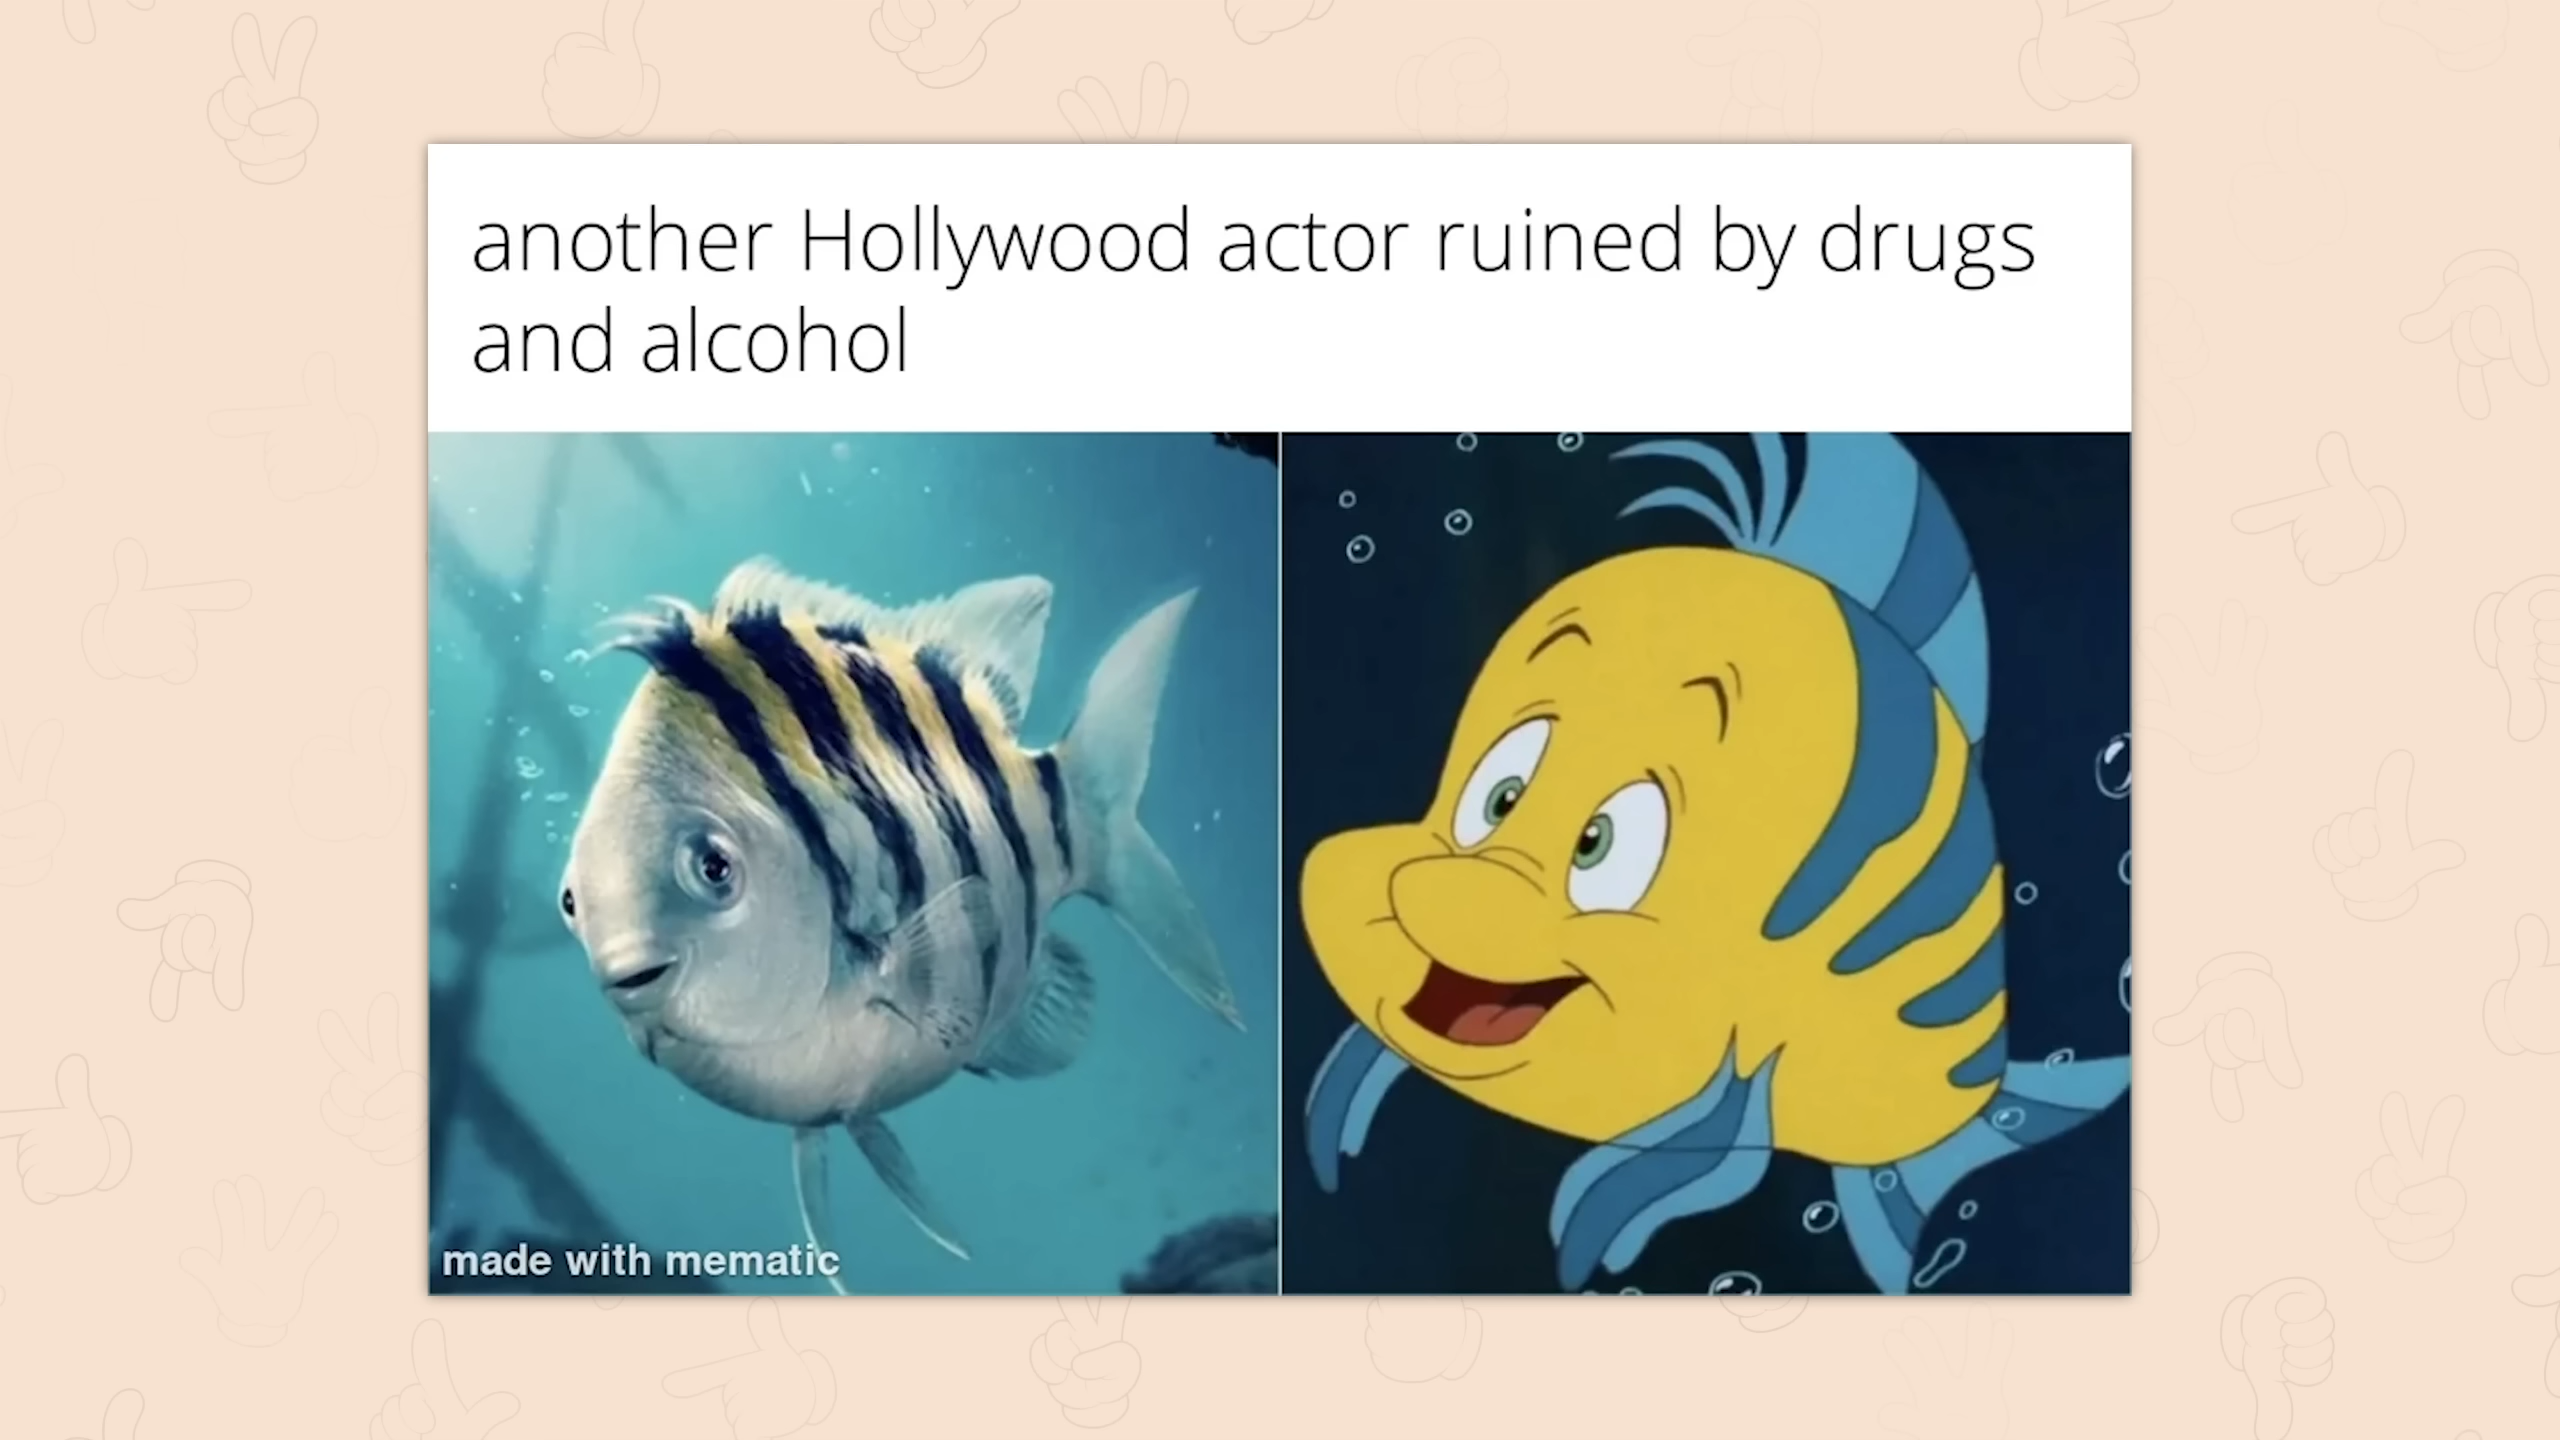 another Hollywood actor ruined by drugs
and alcohol
made with mematic